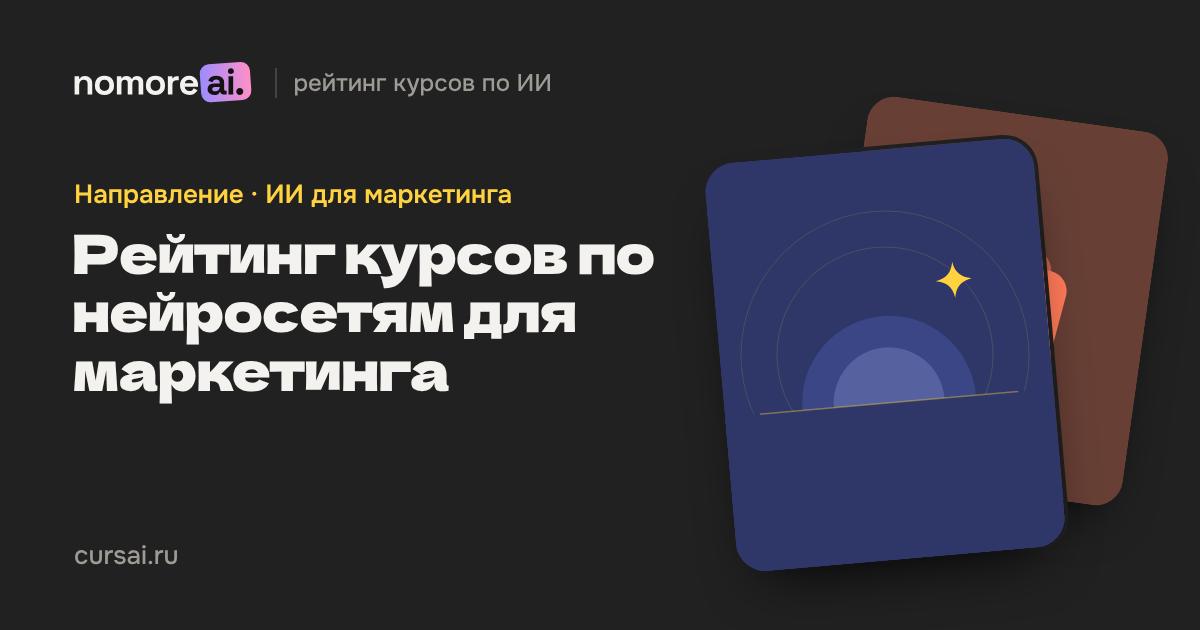 nomore ai. рейтинг курсов по ИИ
Направление · ИИ для маркетинга
Рейтинг курсов по
нейросетям для
маркетинга
cursai.ru